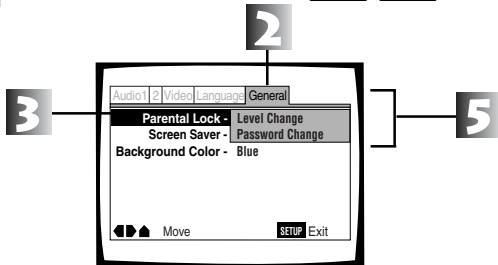 2
Audio1 2 Video Language General
3
5
Parental Lock - Level Change
Screen Saver - Password Change
Background Color - Blue
Move SETUP Exit